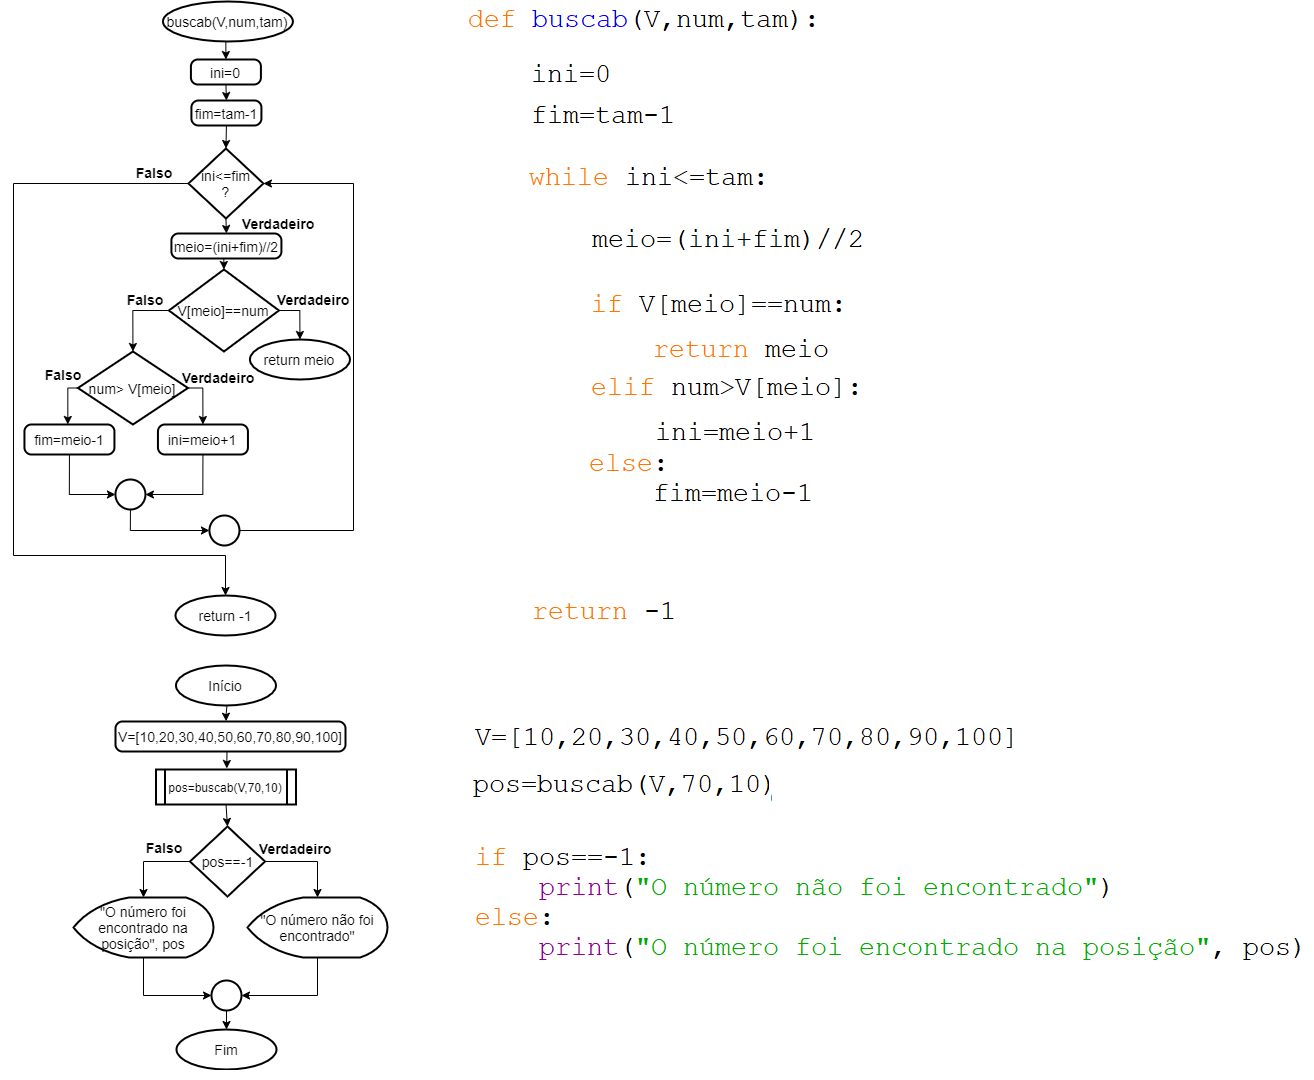 buscab(V,num,tam)
ini=0
fim=tam-1
ini<=fim
?
Falso
Verdadeiro
meio=(ini+fim)//2
V[meio]==num
Falso
Verdadeiro
return meio
num> V[meio]
Falso
Verdadeiro
fim=meio-1
ini=meio+1
return -1
def buscab(V,num,tam):
ini=0
fim=tam-1
while ini<=tam:
meio=(ini+fim)//2
if V[meio]==num:
return meio
elif num>V[meio]:
ini=meio+1
else:
fim=meio-1
return -1
Início
V=[10,20,30,40,50,60,70,80,90,100]
pos=buscab(V,70,10)
pos==-1
Falso
Verdadeiro
"O número foi
encontrado na
posição", pos
"O número não foi
encontrado"
Fim
V=[10,20,30,40,50,60,70,80,90,100]
pos=buscab(V,70,10)
if pos==-1:
print("O número não foi encontrado")
else:
print("O número foi encontrado na posição", pos)